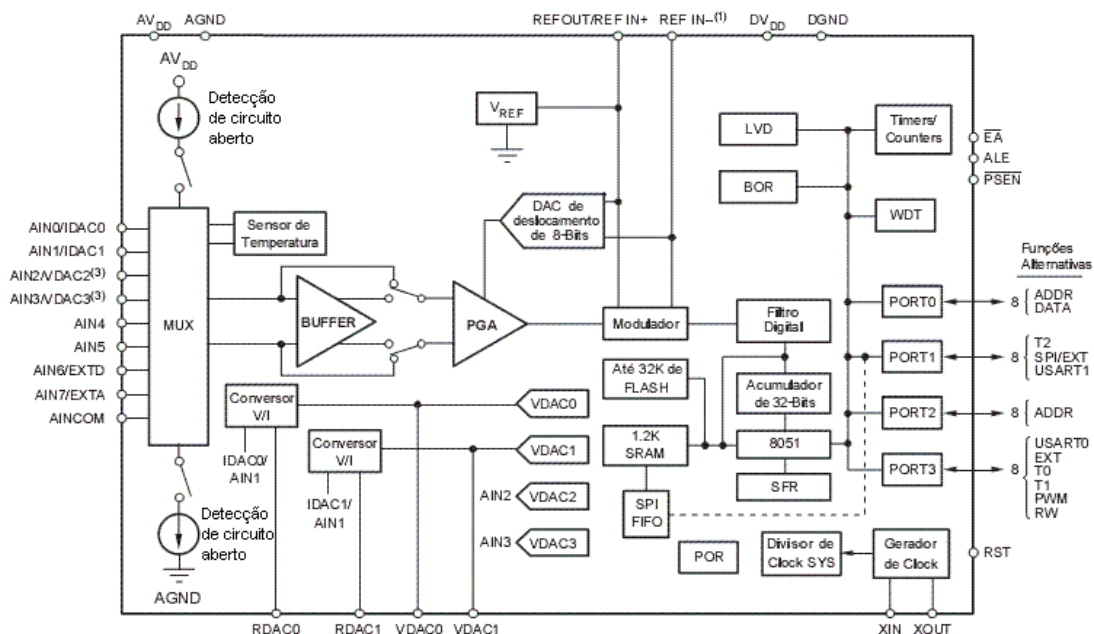 AVDD AGND REFOUT/REF IN+ REF IN–(1) DVDD DGND
AVDD
Detecção
de circuito
aberto
VREF
LVD
Timers/
Counters
EA
ALE
PSEN
BOR
WDT
DAC de
deslocamento
de 8-Bits
Sensor de
Temperatura
AIN0/IDAC0
AIN1/IDAC1
AIN2/VDAC2(3)
AIN3/VDAC3(3)
AIN4
AIN5
AIN6/EXTD
AIN7/EXTA
AINCOM
MUX
BUFFER
PGA
Modulador
Filtro
Digital
Funções
Alternativas
PORT0
8
ADDR
DATA
PORT1
8
T2
SPI/EXT
USART1
PORT2
8
ADDR
PORT3
8
USART0
EXT
T0
T1
PWM
RW
Até 32K de
FLASH
Acumulador
de 32-Bits
1.2K
SRAM
8051
SFR
SPI
FIFO
Conversor
V/I
Conversor
V/I
VDAC0
VDAC1
AIN2 VDAC2
AIN3 VDAC3
IDAC0/
AIN1
IDAC1/
AIN1
Detecção
de circuito
aberto
AGND
POR
Divisor de
Clock SYS
Gerador
de Clock
RST
RDAC0 RDAC1 VDAC0 VDAC1 XIN XOUT